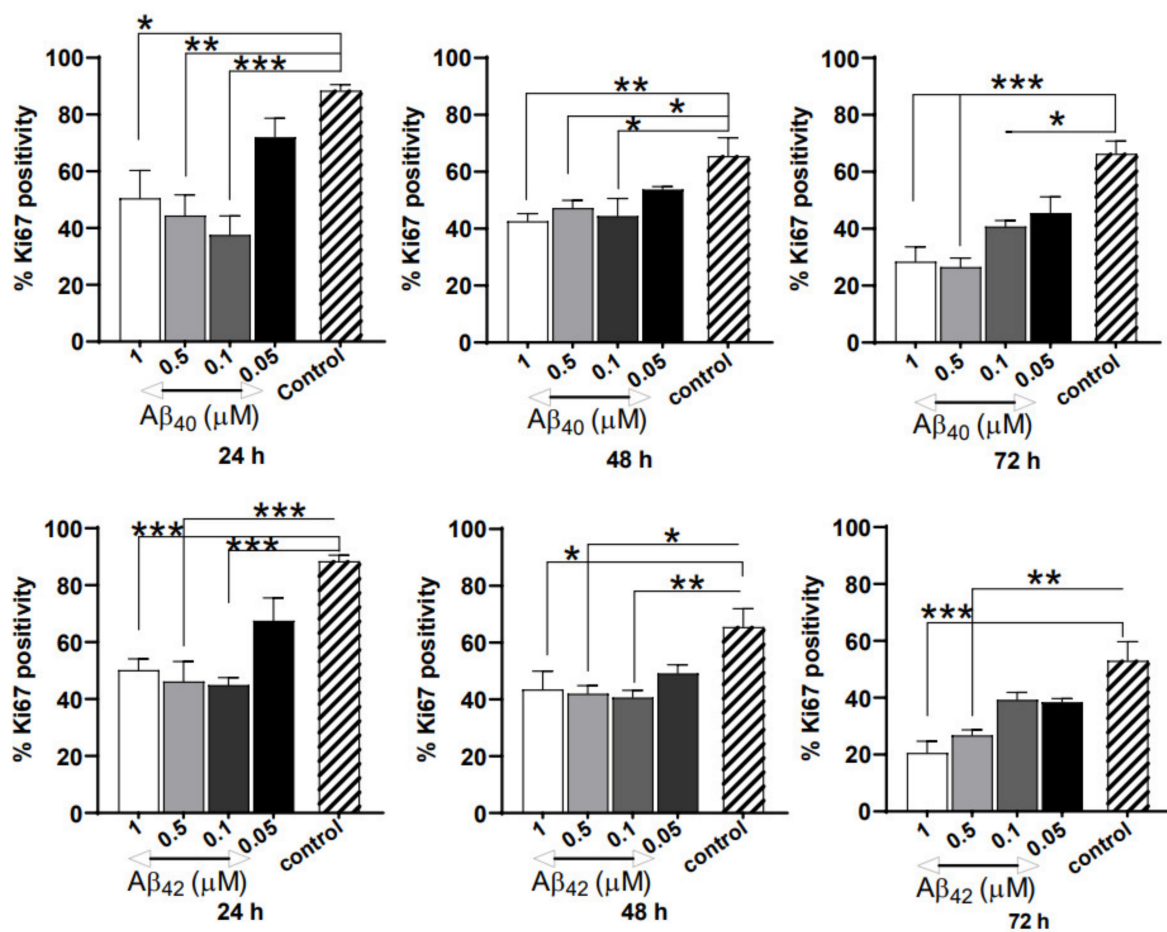 *
**
***
100
80
60
40
20
0
% Ki67 positivity
1 0.5 0.1 0.05 control
Aβ40 (μM)
24 h
**
*
*
100
80
60
40
20
0
% Ki67 positivity
1 0.5 0.1 0.05 control
Aβ40 (μM)
48 h
***
*
100
80
60
40
20
0
% Ki67 positivity
1 0.5 0.1 0.05 control
Aβ40 (μM)
72 h
***
***
***
100
80
60
40
20
0
% Ki67 positivity
1 0.5 0.1 0.05 control
Aβ42 (μM)
24 h
*
*
**
100
80
60
40
20
0
% Ki67 positivity
1 0.5 0.1 0.05 control
Aβ42 (μM)
48 h
**
***
100
80
60
40
20
0
% Ki67 positivity
1 0.5 0.1 0.05 control
Aβ42 (μM)
72 h